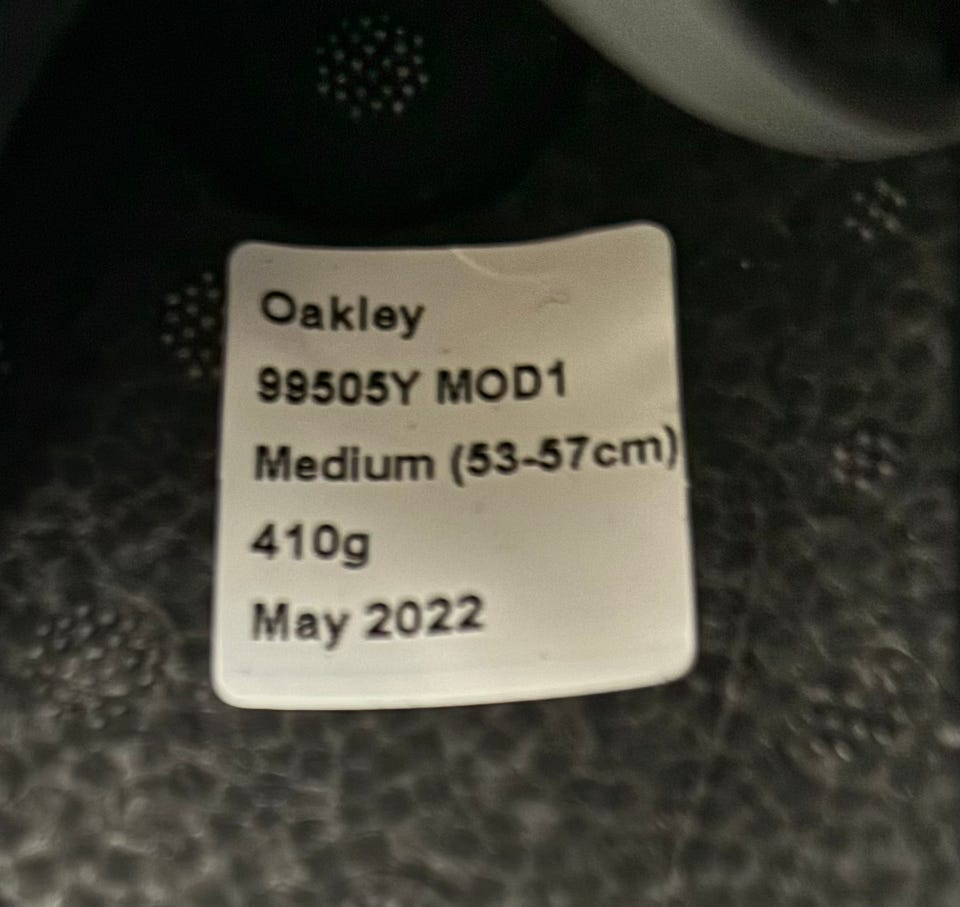 Oakley
99505Y MOD1
Medium (53-57cm)
410g
May 2022